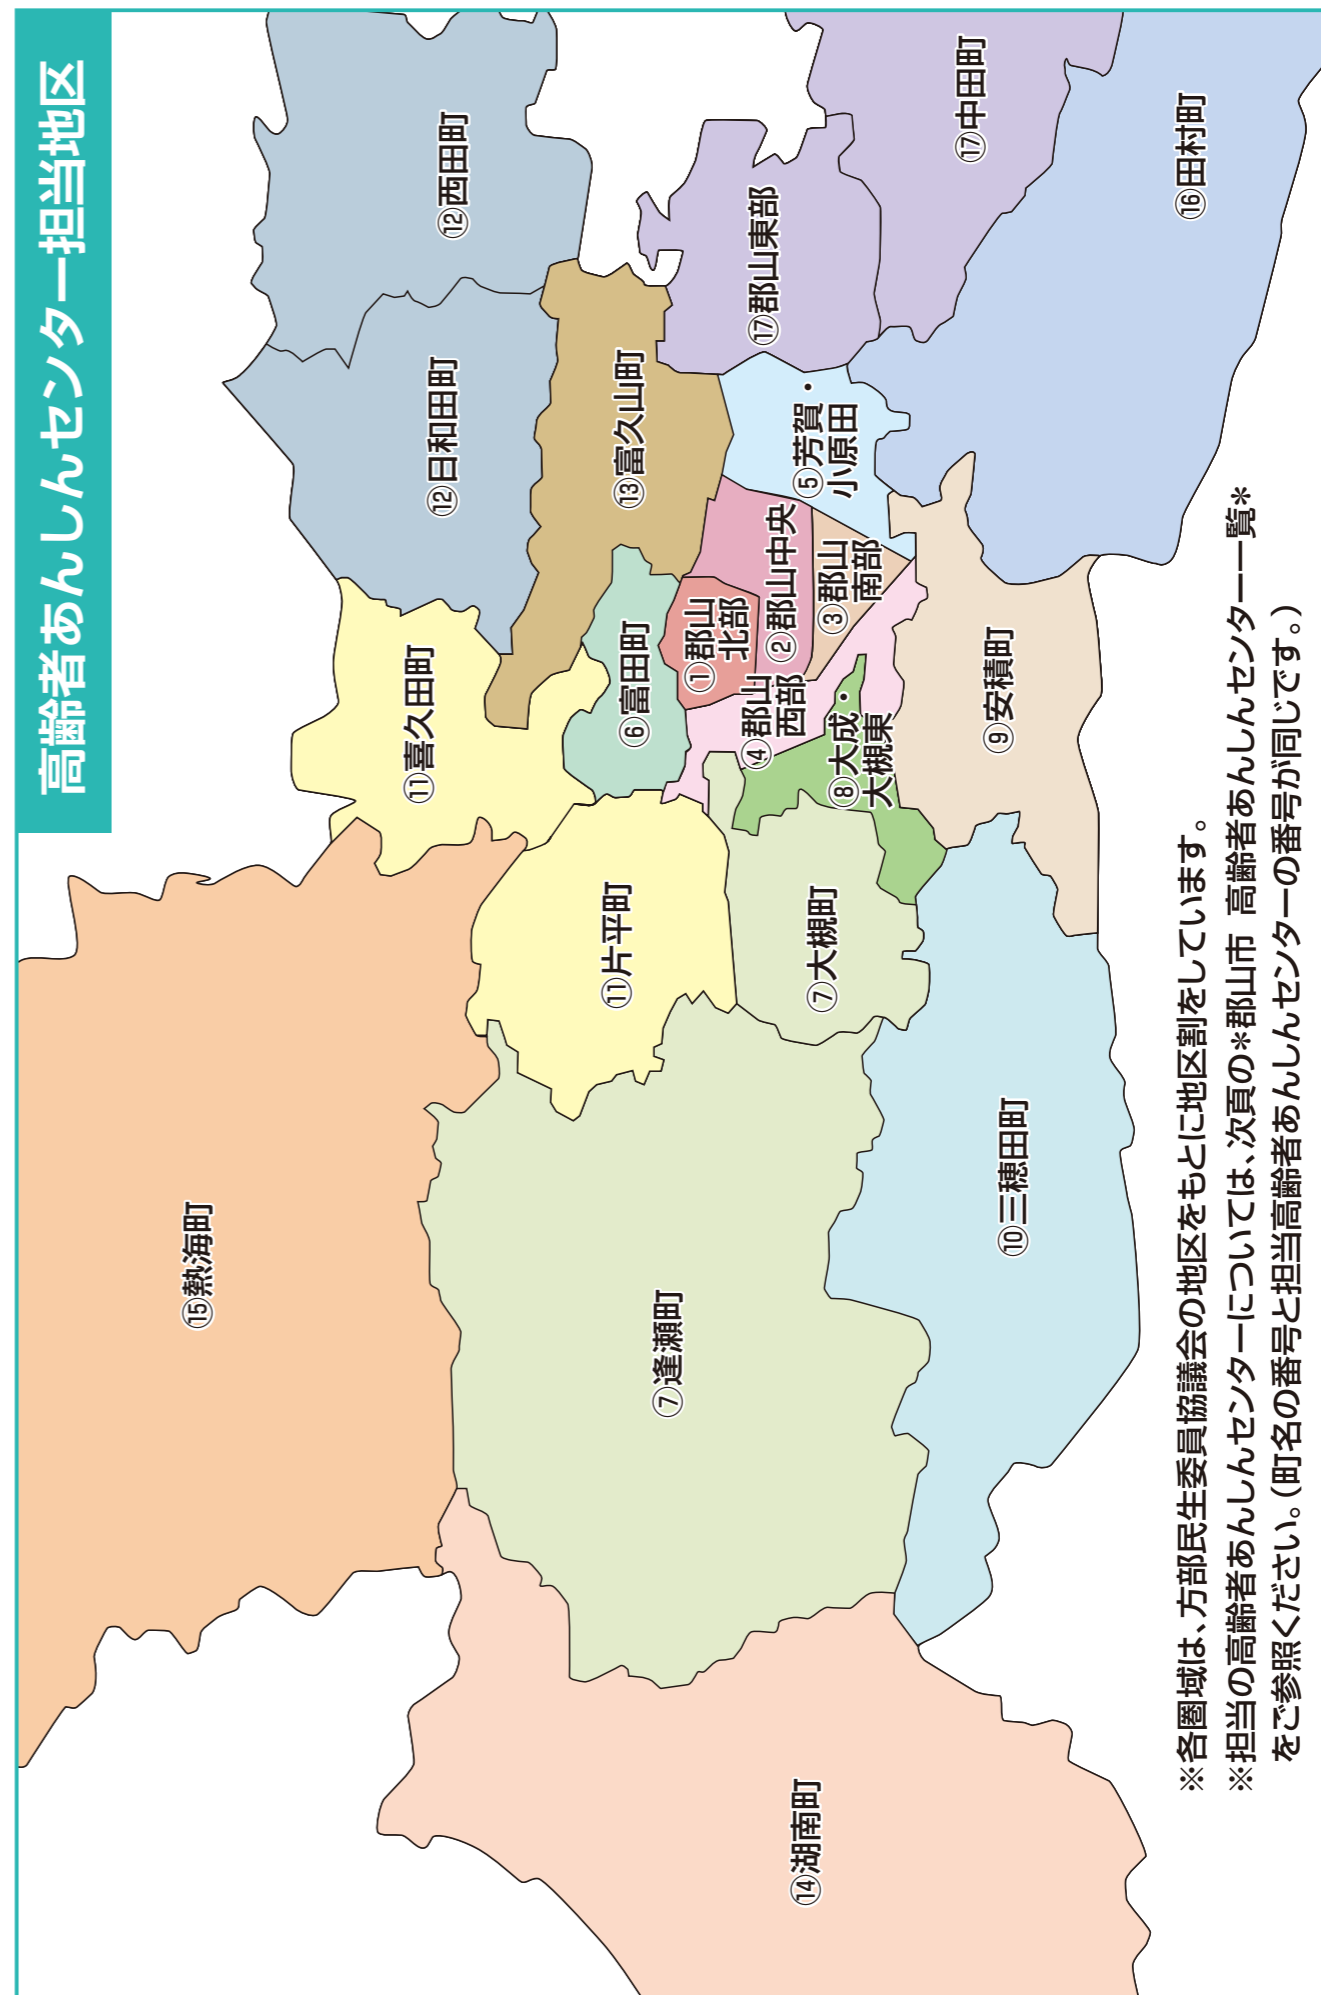 高齢者あんしんセンター担当地区
⑮熱海町
⑪喜久田町
⑫日和田町
⑫西田町
⑭湖南町
⑦逢瀬町
⑪片平町
⑥富田町
⑬富久山町
①郡山
北部
②郡山中央
③郡山
南部
④郡山
西部
⑤芳賀・
小原田
⑰郡山東部
⑰中田町
⑦大槻町
⑧大成・
大槻東
⑩三穂田町
⑨安積町
⑯田村町
※各圏域は、方部民生委員協議会の地区をもとに地区割をしています。
※担当の高齢者あんしんセンターについては、次頁の*郡山市 高齢者あんしんセンター一覧*
をご参照ください。（町名の番号と担当高齢者あんしんセンターの番号が同じです。）